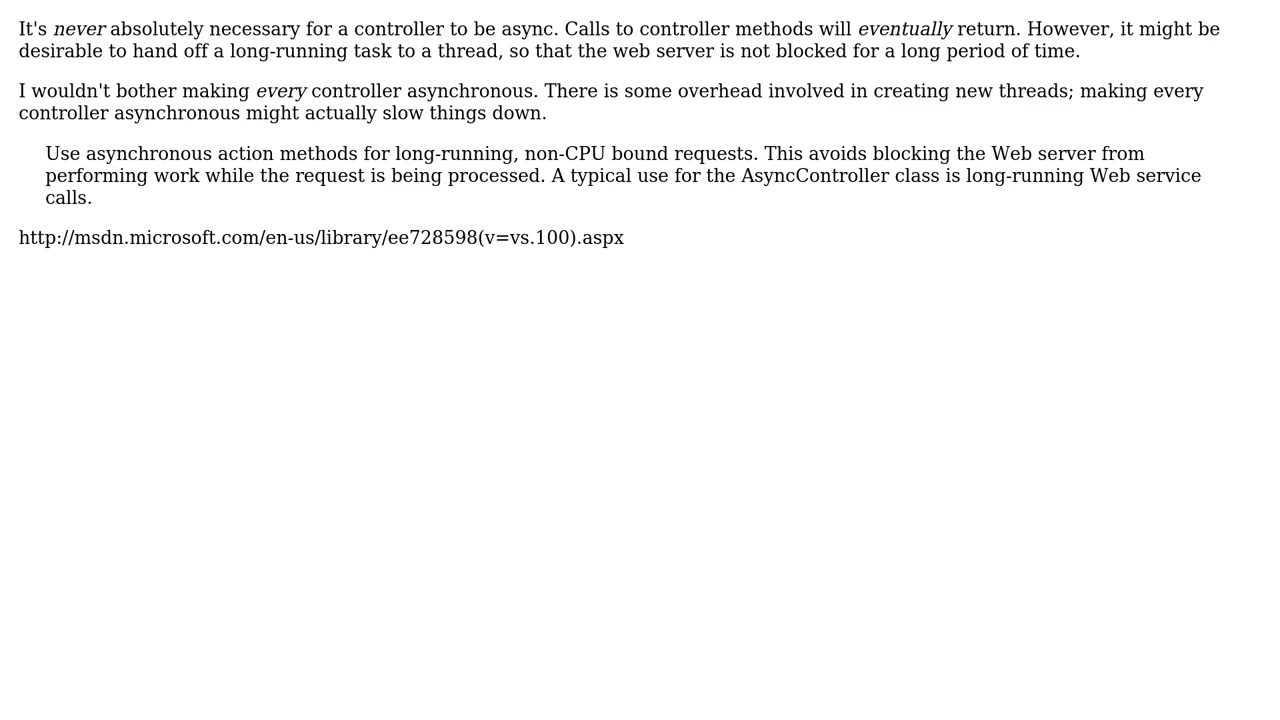 It's never absolutely necessary for a controller to be async. Calls to controller methods will eventually return. However, it might be
desirable to hand off a long-running task to a thread, so that the web server is not blocked for a long period of time.
I wouldn't bother making every controller asynchronous. There is some overhead involved in creating new threads; making every
controller asynchronous might actually slow things down.
Use asynchronous action methods for long-running, non-CPU bound requests. This avoids blocking the Web server from
performing work while the request is being processed. A typical use for the AsyncController class is long-running Web service
calls.
http://msdn.microsoft.com/en-us/library/ee728598(v=vs.100).aspx